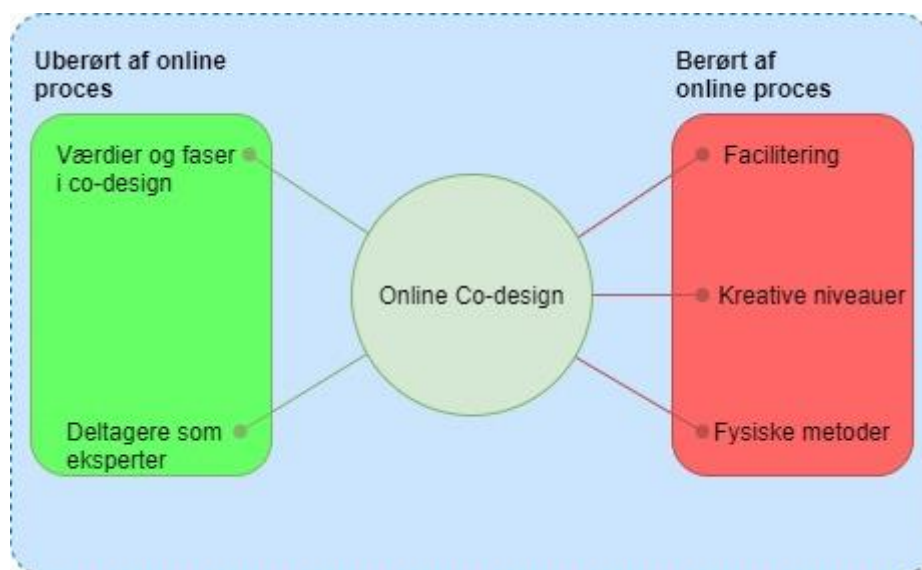 Uberørt af online
proces
Værdier og faser
i co-design
Deltagere som
eksperter
Online Co-design
Berørt af
online proces
Facilitering
Kreative niveauer
Fysiske metoder